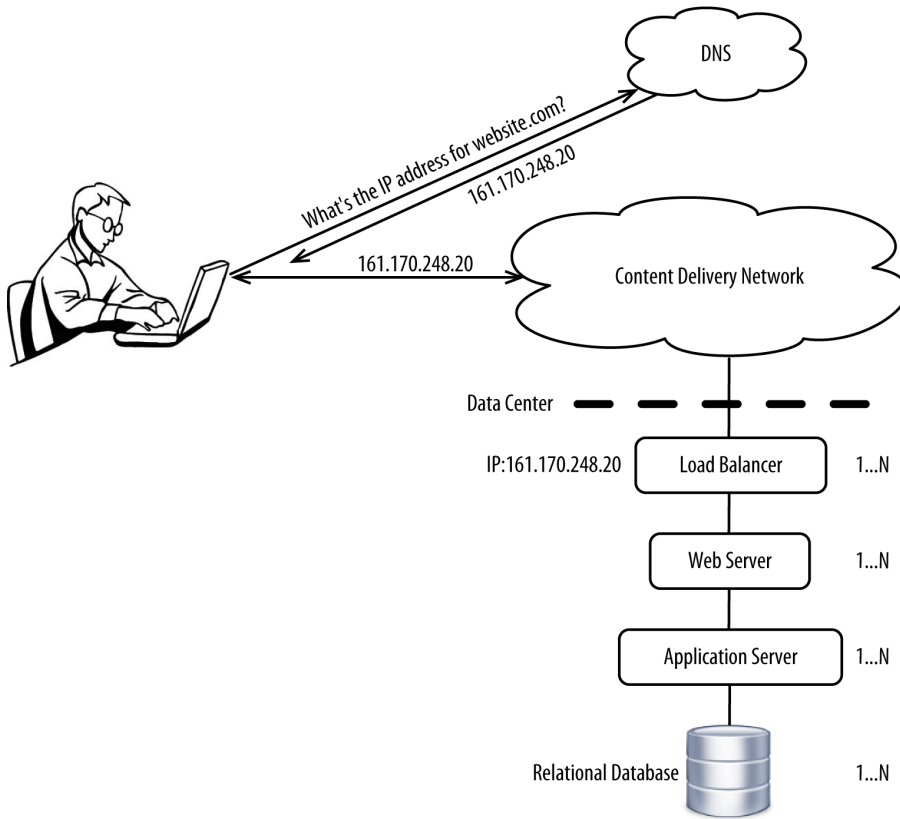 DNS
What's the IP address for website.com?
161.170.248.20
161.170.248.20
Content Delivery Network
Data Center
IP:161.170.248.20
Load Balancer
1...N
Web Server
1...N
Application Server
1...N
Relational Database
1...N